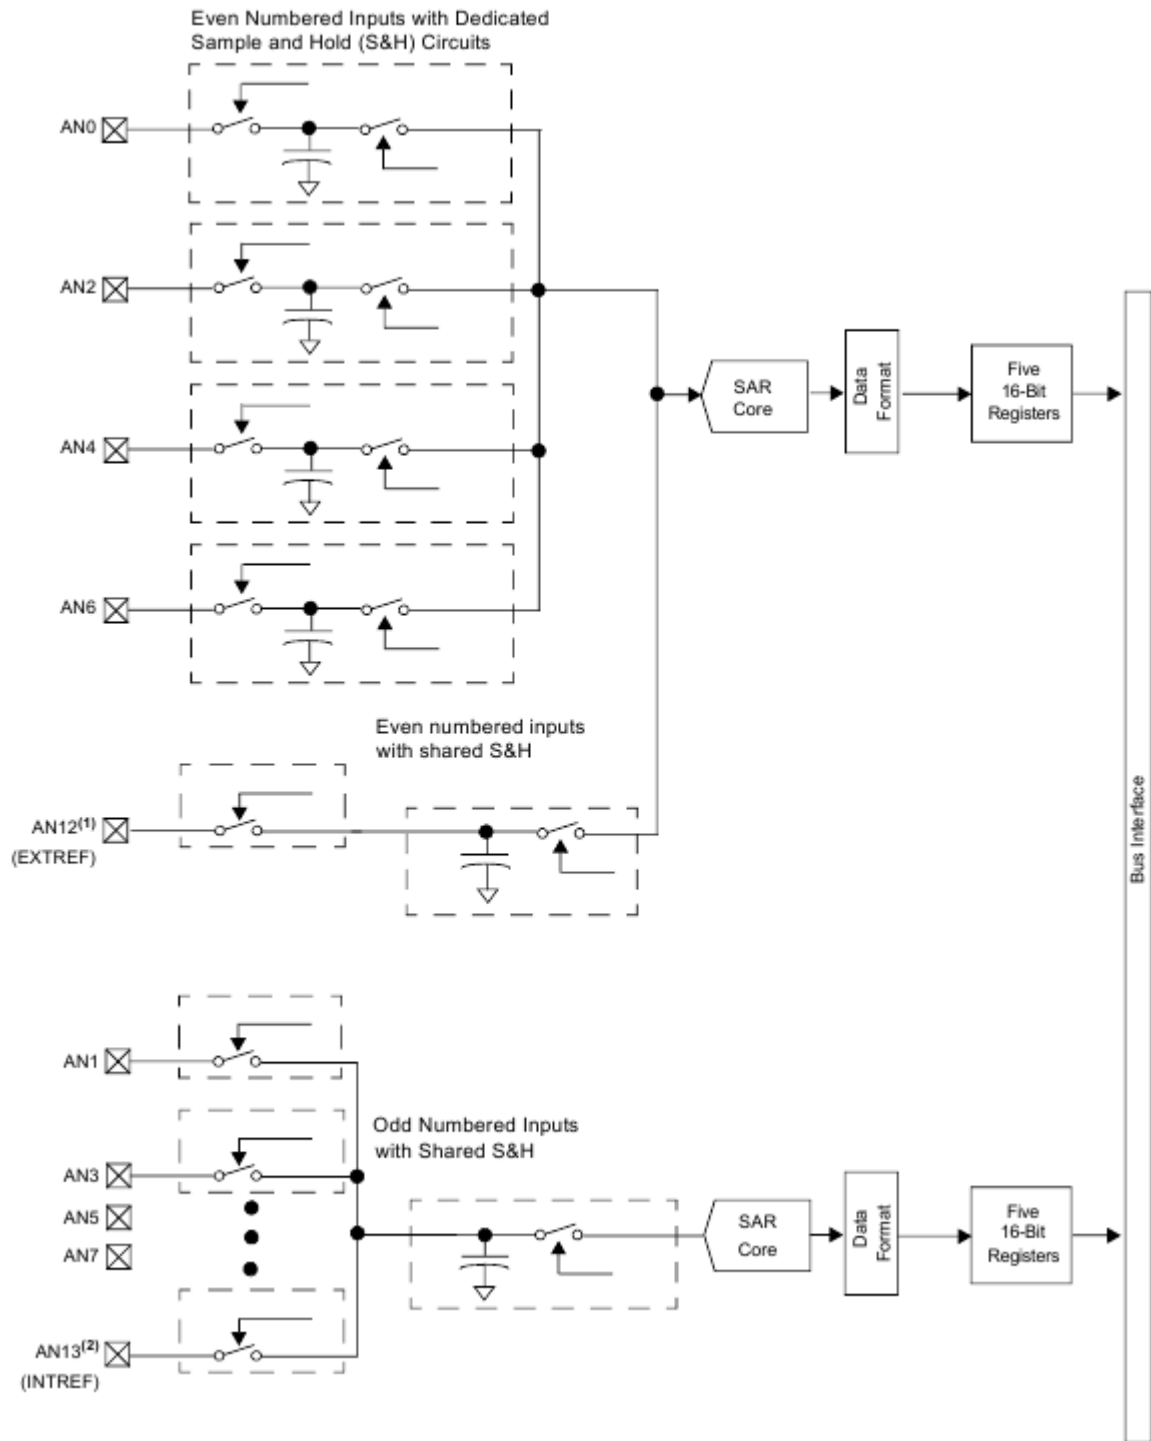 Even Numbered Inputs with Dedicated
Sample and Hold (S&H) Circuits
AN0
AN2
AN4
AN6
SAR
Core
Data
Format
Five
16-Bit
Registers
Even numbered inputs
with shared S&H
AN12(1)
(EXTREF)
Bus Interface
AN1
AN3
AN5
AN7
AN13(2)
(INTREF)
Odd Numbered Inputs
with Shared S&H
SAR
Core
Data
Format
Five
16-Bit
Registers